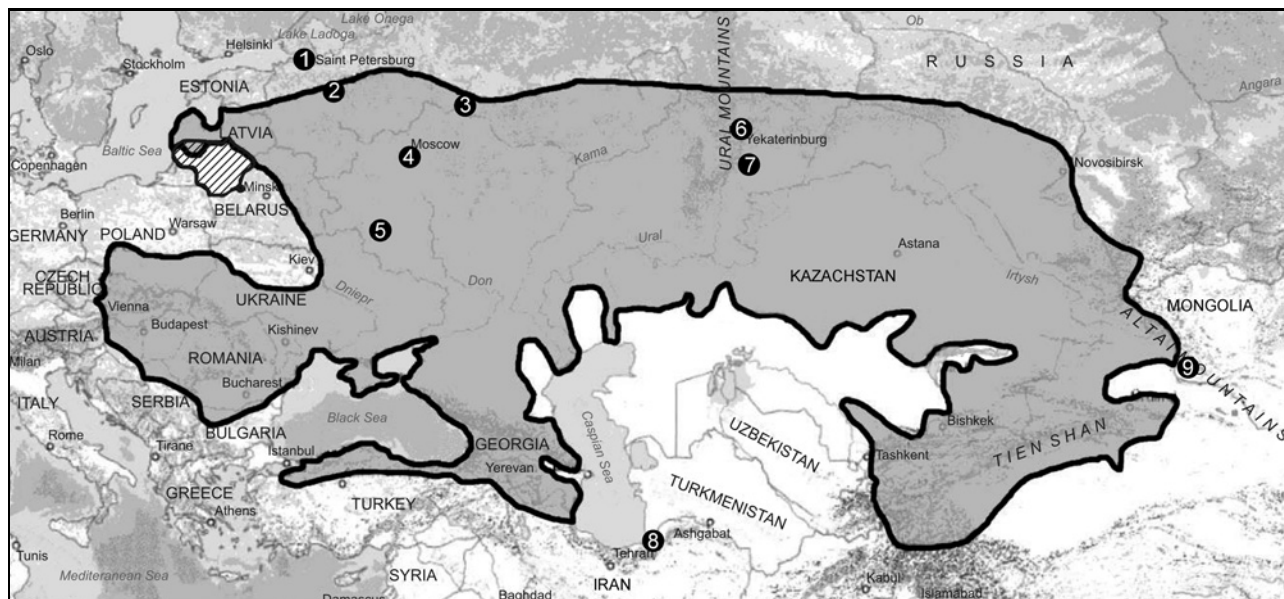 Lake Onega
Ob
Lake Ladoga
Oslo
Helsinki
Stockholm
1
Saint Petersburg
URAL MOUNTAINS
RUSSIA
ESTONIA
2
3
Angara
LATVIA
Moscow
6
Yekaterinburg
Baltic Sea
Copenhagen
4
Kama
7
Novosibirsk
Minsk
BELARUS
Berlin
Warsaw
GERMANY
POLAND
5
Ural
Astana
Kiev
Don
KAZACHSTAN
Irtysh
CZECH
REPUBLIC
UKRAINE
Dniepr
MONGOLIA
Vienna
Budapest
Kishinev
ALTAI MOUNTAINS
AUSTRIA
Milan
ROMANIA
9
Bucharest
ITALY
SERBIA
Black Sea
Caspian Sea
Bishkek
TIEN SHAN
BULGARIA
GEORGIA
UZBEKISTAN
Rome
Tirane
Istanbul
Yerevan
Tashkent
GREECE
TURKEY
TURKMENISTAN
Athens
8
Ashgabat
Tunis
Tehran
Mediteranean Sea
SYRIA
IRAN
Kabul
Islamabad
Damascus
Baghdad